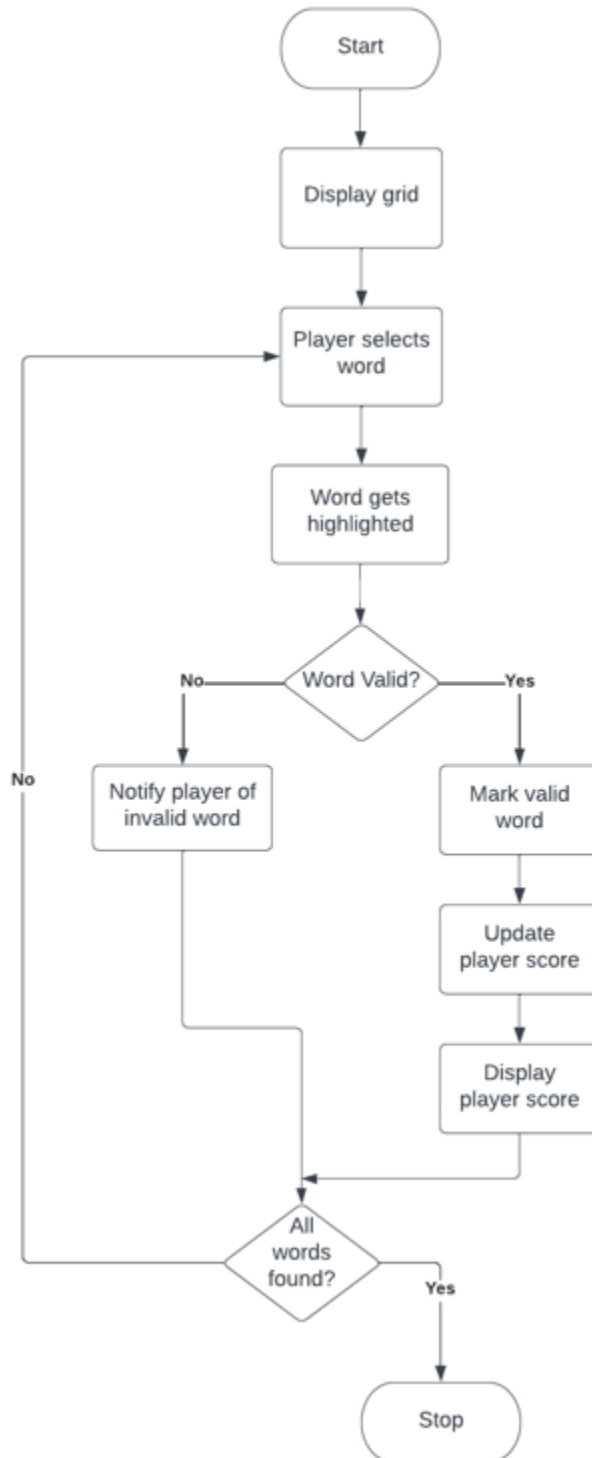 Start
Display grid
Player selects
word
Word gets
highlighted
Word Valid?
No
Yes
Notify player of
invalid word
Mark valid
word
No
Update
player score
Display
player score
All
words
found?
Yes
Stop